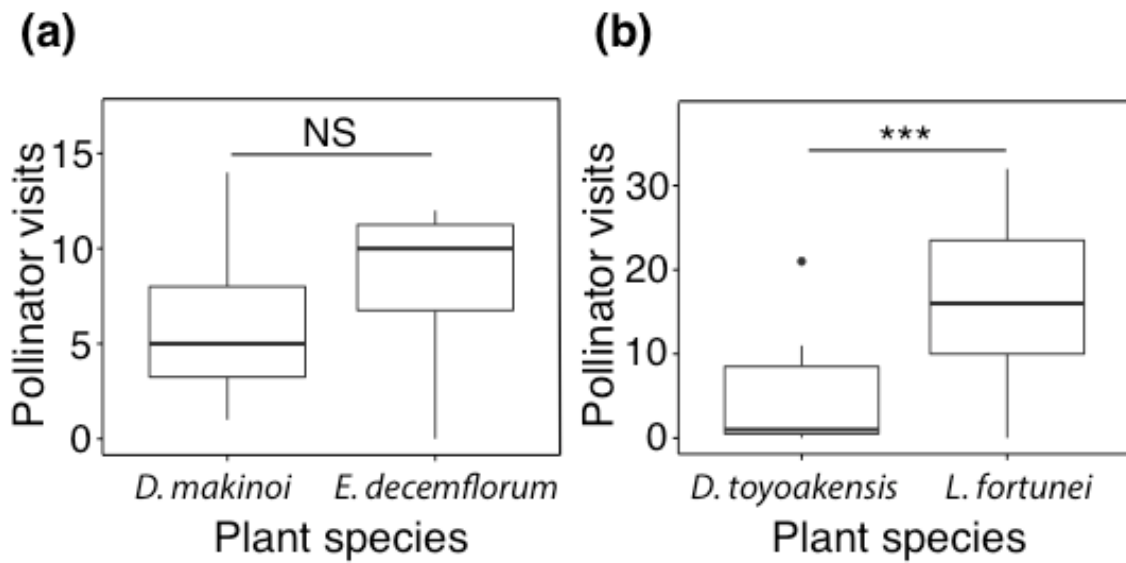 (a)
NS
15
10
5
0
Pollinator visits
D. makinoi
E. decemflorum
Plant species
(b)
***
30
20
10
0
Pollinator visits
D. toyoakensis
L. fortunei
Plant species